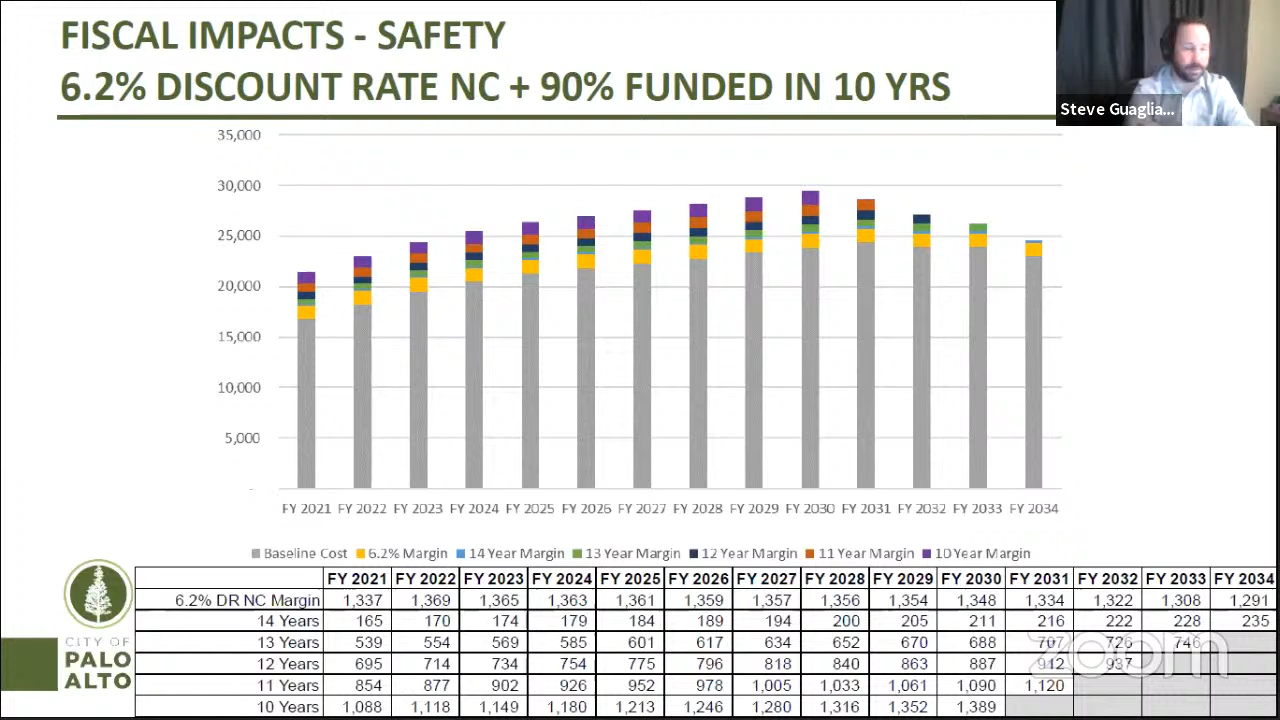 FISCAL IMPACTS - SAFETY
6.2% DISCOUNT RATE NC + 90% FUNDED IN 10 YRS
Steve Guaglia...
35,000
30,000
25,000
20,000
15,000
10,000
5,000
-
FY 2021 FY 2022 FY 2023 FY 2024 FY 2025 FY 2026 FY 2027 FY 2028 FY 2029 FY 2030 FY 2031 FY 2032 FY 2033 FY 2034
Baseline Cost 6.2% Margin 14 Year Margin 13 Year Margin 12 Year Margin 11 Year Margin 10 Year Margin
FY 2021 FY 2022 FY 2023 FY 2024 FY 2025 FY 2026 FY 2027 FY 2028 FY 2029 FY 2030 FY 2031 FY 2032 FY 2033 FY 2034
6.2% DR NC Margin 1,337 1,369 1,365 1,363 1,361 1,359 1,357 1,356 1,354 1,348 1,334 1,322 1,308 1,291
14 Years 165 170 174 179 184 189 194 200 205 211 216 222 228 235
13 Years 539 554 569 585 601 617 634 652 670 688 707 726 746
12 Years 695 714 734 754 775 796 818 840 863 887 912 937
11 Years 854 877 902 926 952 978 1,005 1,033 1,061 1,090 1,120
10 Years 1,088 1,118 1,149 1,180 1,213 1,246 1,280 1,316 1,352 1,389
CITY OF
PALO
ALTO
zoom